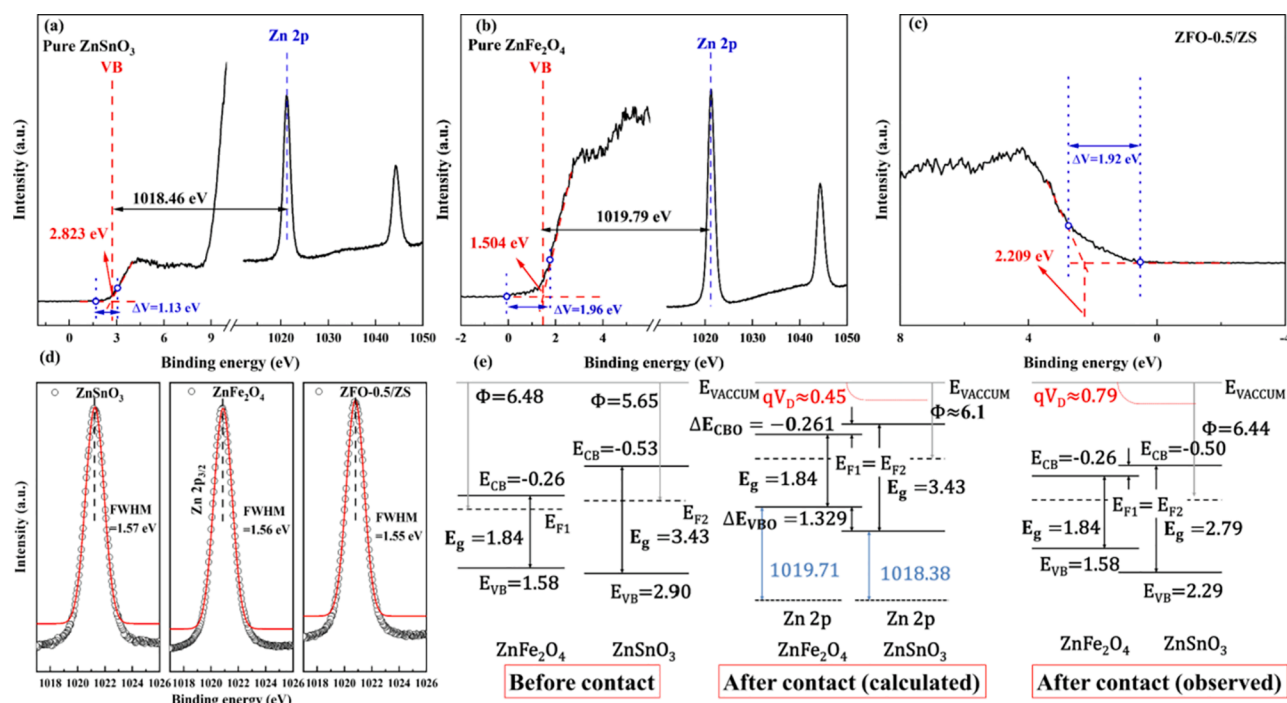 (a)
Pure ZnSnO3
VB
Zn 2p
1018.46 eV
2.823 eV
ΔV=1.13 eV
Intensity (a.u.)
0 3 6 9 1020 1030 1040 1050
Binding energy (eV)
(b)
Pure ZnFe2O4
VB
Zn 2p
1019.79 eV
1.504 eV
ΔV=1.96 eV
Intensity (a.u.)
0 2 4 1020 1030 1040 1050
Binding energy (eV)
(c)
ZFO-0.5/ZS
ΔV=1.92 eV
2.209 eV
Intensity (a.u.)
8 4 0 -4
Binding energy (eV)
(d)
ZnSnO3
FWHM
=1.57 eV
ZnFe2O4
Zn 2p3/2
FWHM
=1.56 eV
ZFO-0.5/ZS
FWHM
=1.55 eV
Intensity (a.u.)
1018 1020 1022 1024 1026
1018 1020 1022 1024 1026
1018 1020 1022 1024 1026
Binding energy (eV)
Binding energy (eV)
Binding energy (eV)
(e)
EVACCUM
Φ=6.48
Φ=5.65
ECB=-0.53
ECB=-0.26
EF1
EF2
Eg=1.84
Eg=3.43
EVB=1.58
EVB=2.90
ZnFe2O4
ZnSnO3
Before contact
qVD≈0.45
EVACCUM
Φ≈6.1
ΔECBO = −0.261
EF1= EF2
Eg=1.84
Eg=3.43
ΔEVBO =1.329
1019.71
1018.38
Zn 2p
Zn 2p
ZnFe2O4
ZnSnO3
After contact (calculated)
qVD≈0.79
EVACCUM
Φ=6.44
ECB=-0.26
ECB=-0.50
EF1= EF2
Eg=1.84
Eg=2.79
EVB=1.58
EVB=2.29
ZnFe2O4
ZnSnO3
After contact (observed)